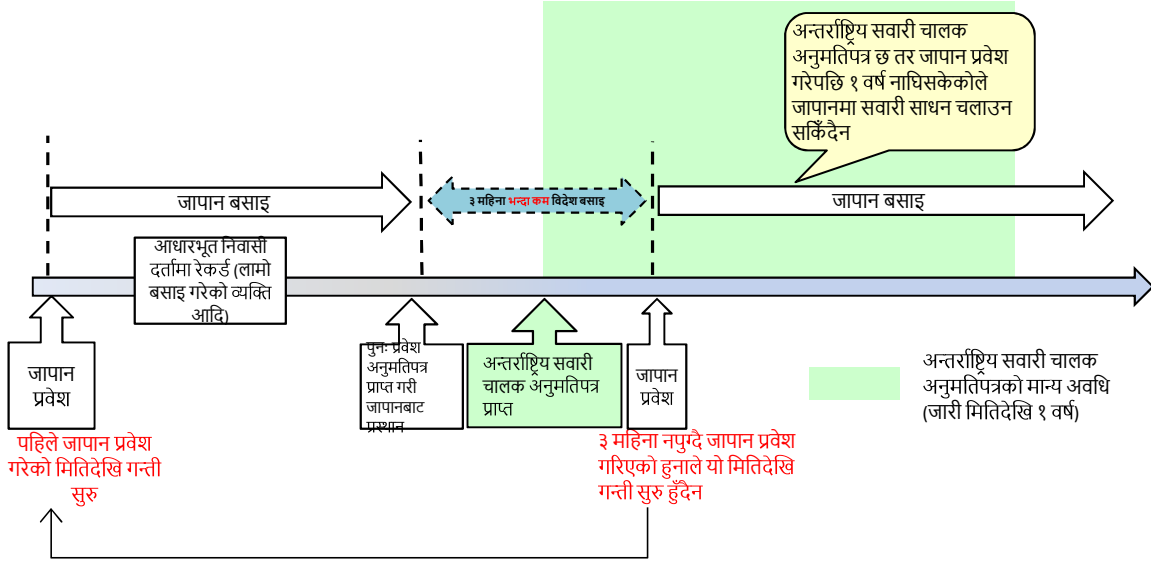 अन्तर्राष्ट्रिय सवारी चालक
अनुमतिपत्र छ तर जापान प्रवेश
गरेपछि १ वर्ष नाघिसकेकोले
जापानमा सवारी साधन चलाउन
सकिँदैन
जापान बसाइ
३ महिना भन्दा कम विदेश बसाइ
जापान बसाइ
आधारभूत निवासी
दर्तामा रेकर्ड (लामो
बसाइ गरेको व्यक्ति
आदि)
जापान
प्रवेश
पुनः प्रवेश
अनुमतिपत्र
प्राप्त गरी
जापानबाट
प्रस्थान
अन्तर्राष्ट्रिय सवारी
चालक अनुमतिपत्र
प्राप्त
जापान
प्रवेश
अन्तर्राष्ट्रिय सवारी चालक
अनुमतिपत्रको मान्य अवधि
(जारी मितिदेखि १ वर्ष)
पहिले जापान प्रवेश
गरेको मितिदेखि गन्ती
सुरु
३ महिना नपुग्दै जापान प्रवेश
गरिएको हुनाले यो मितिदेखि
गन्ती सुरु हुँदैन